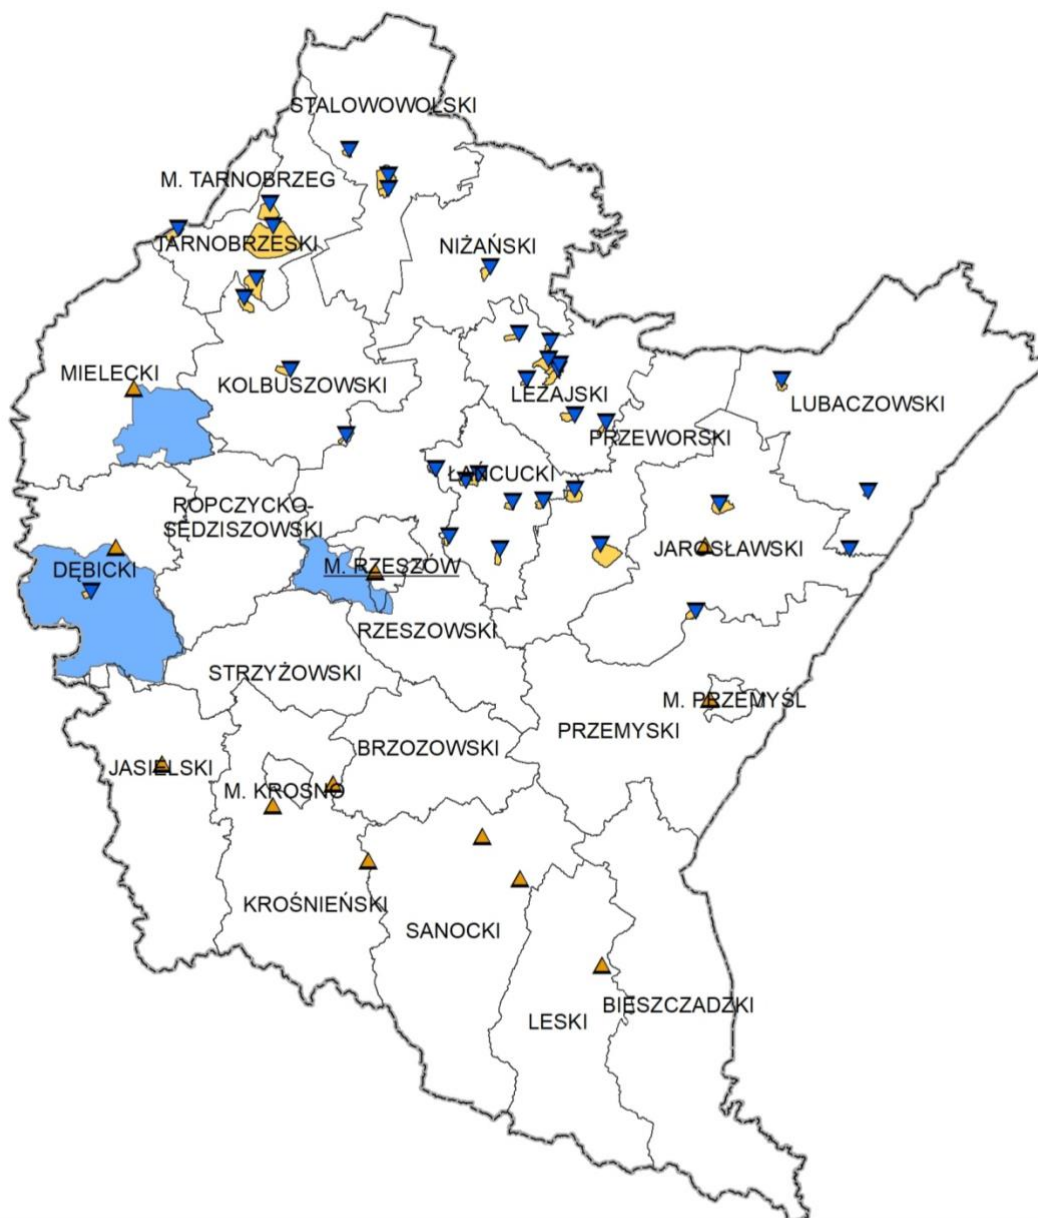 STALOWOWOLSKI
M. TARNOBRZEG
TARNOBRZESKI
NIŻAŃSKI
MIELECKI
KOLBUSZOWSKI
LEŻAJSKI
LUBACZOWSKI
PRZEWORSKI
ŁAŃCUCKI
ROPCZYCKO-
SĘDZISZOWSKI
JAROSŁAWSKI
DĘBICKI
M. RZESZÓW
RZESZOWSKI
STRZYŻOWSKI
M. PRZEMYŚL
PRZEMYSKI
BRZOZOWSKI
JASIELSKI
M. KROSNO
KROŚNIEŃSKI
SANOCKI
BIESZCZADZKI
LESKI